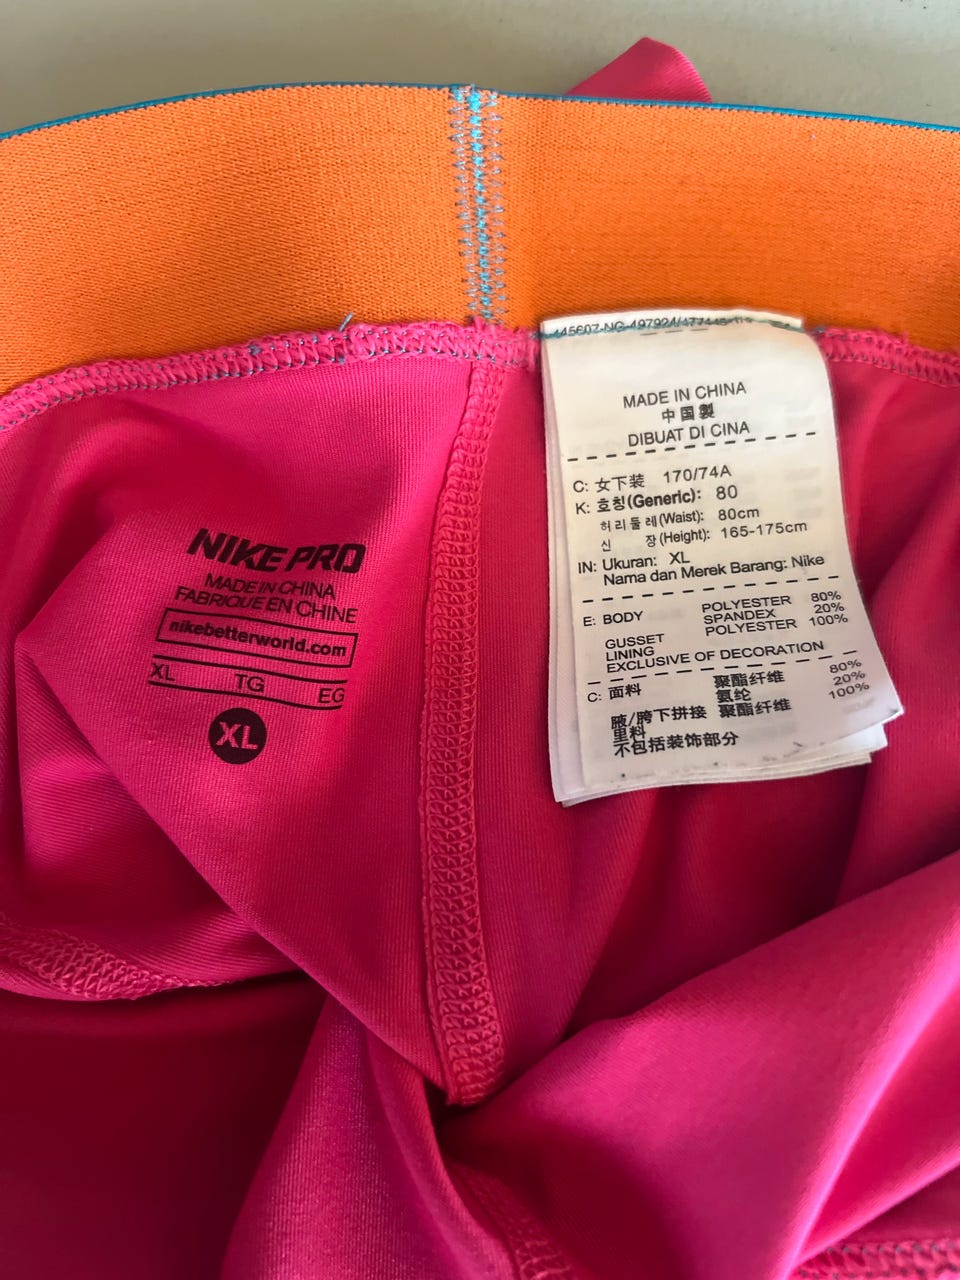 NIKE PRO
MADE IN CHINA
FABRIQUE EN CHINE
nikebetterworld.com
XL TG EG
XL
MADE IN CHINA
中国製
DIBUAT DI CINA
C: 女下装 170/74A
K: 호칭(Generic): 80
허리둘레(Waist): 80cm
신 장(Height): 165-175cm
IN: Ukuran: XL
Nama dan Merek Barang: Nike
E: BODY POLYESTER 80%
SPANDEX 20%
GUSSET POLYESTER 100%
LINING
EXCLUSIVE OF DECORATION
C: 面料 聚酯纤维 80%
氨纶 20%
腋/胯下拼接 聚酯纤维 100%
里料
不包括装饰部分